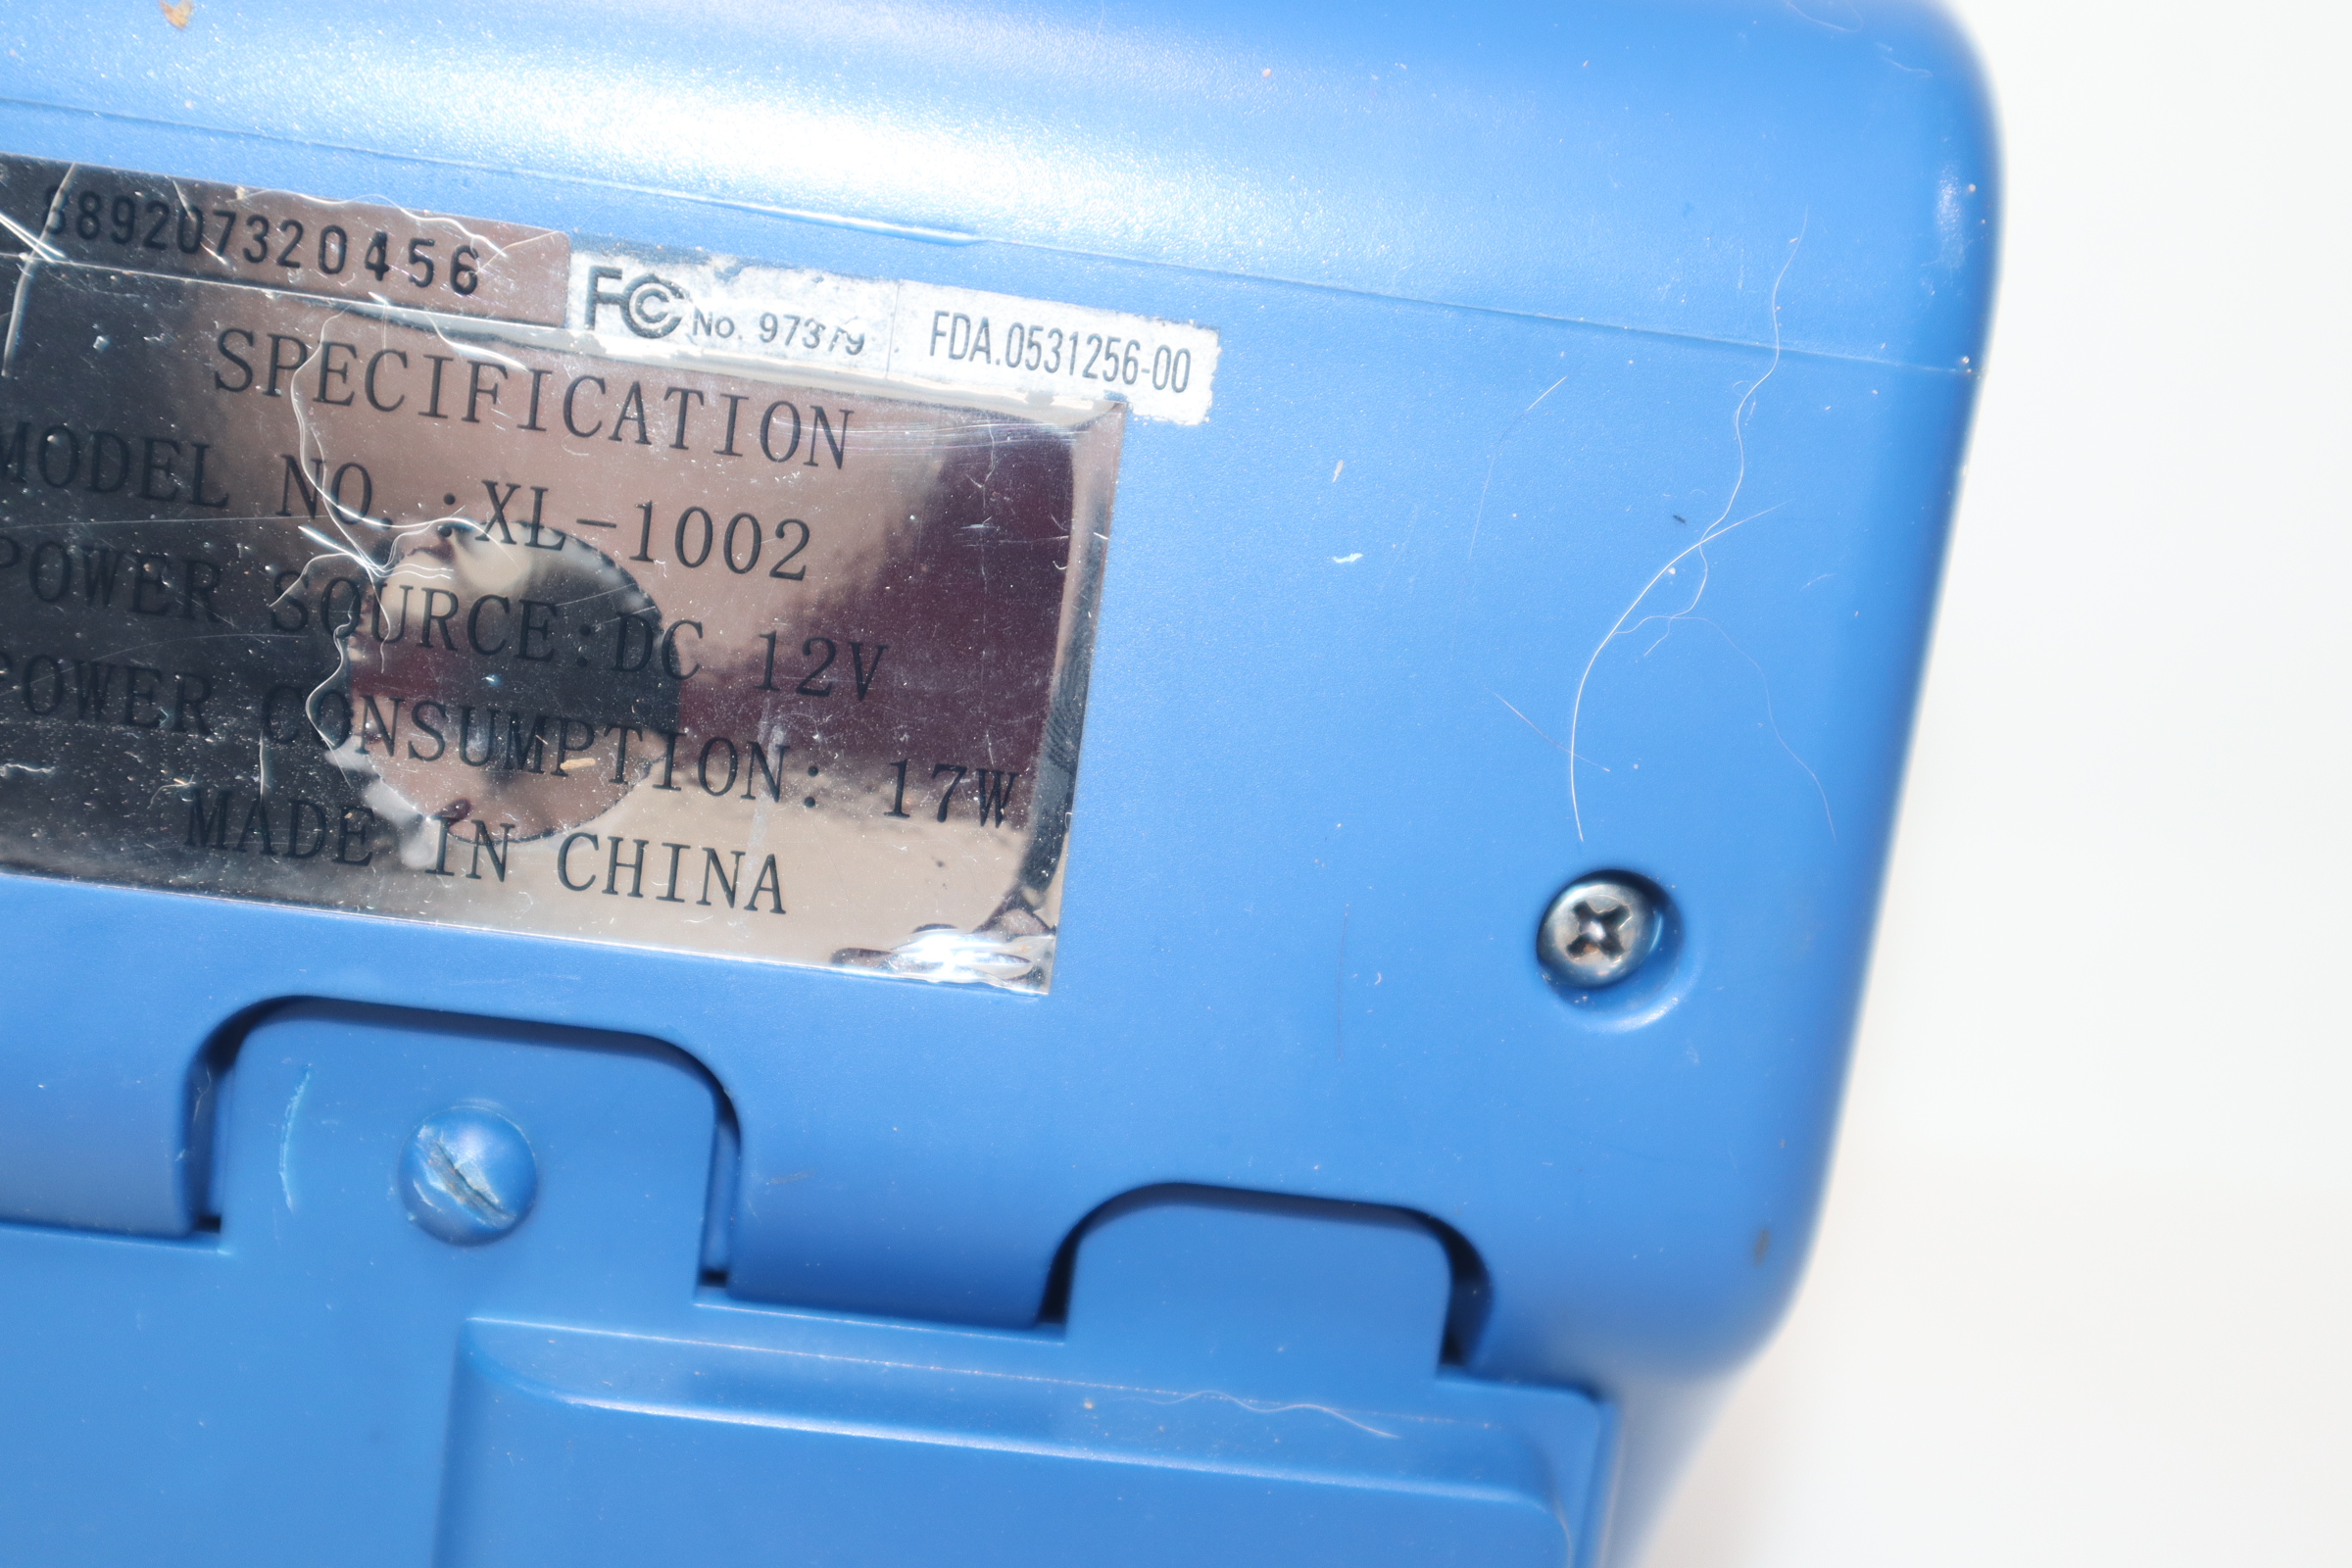 889207320456
FC No. 97379
FDA.0531256-00
SPECIFICATION
MODEL NO.:XL-1002
POWER SOURCE:DC 12V
POWER CONSUMPTION: 17W
MADE IN CHINA